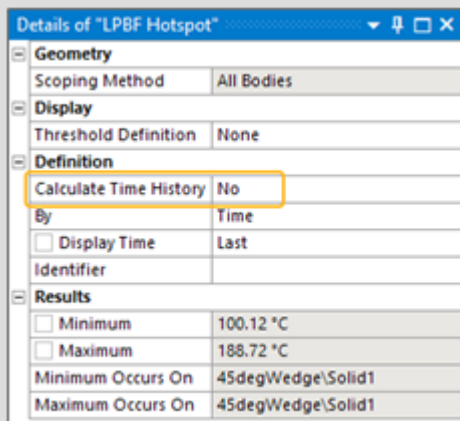 Details of "LPBF Hotspot"
Geometry
Scoping Method All Bodies
Display
Threshold Definition None
Definition
Calculate Time History No
By Time
Display Time Last
Identifier
Results
Minimum 100.12 °C
Maximum 188.72 °C
Minimum Occurs On 45degWedge\Solid1
Maximum Occurs On 45degWedge\Solid1